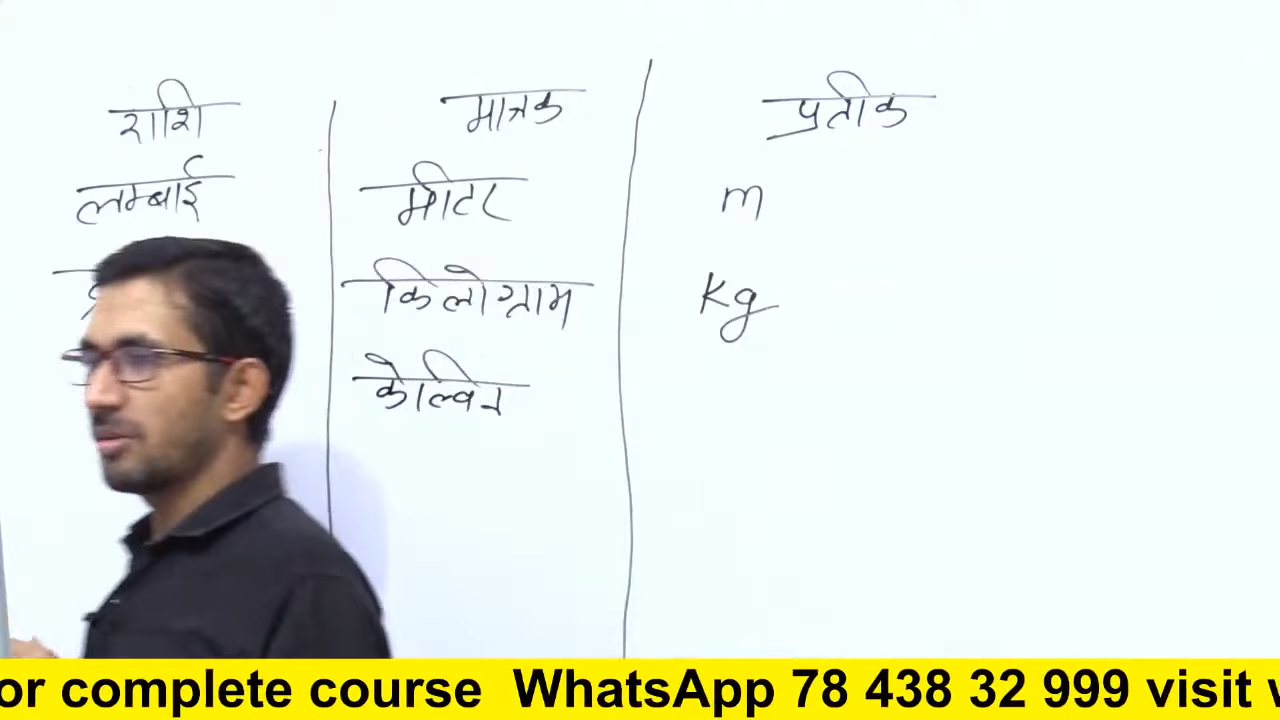 राशि मात्रक प्रतीक
लम्बाई मीटर m
किलोग्राम Kg
केल्विन
or complete course WhatsApp 78 438 32 999 visit